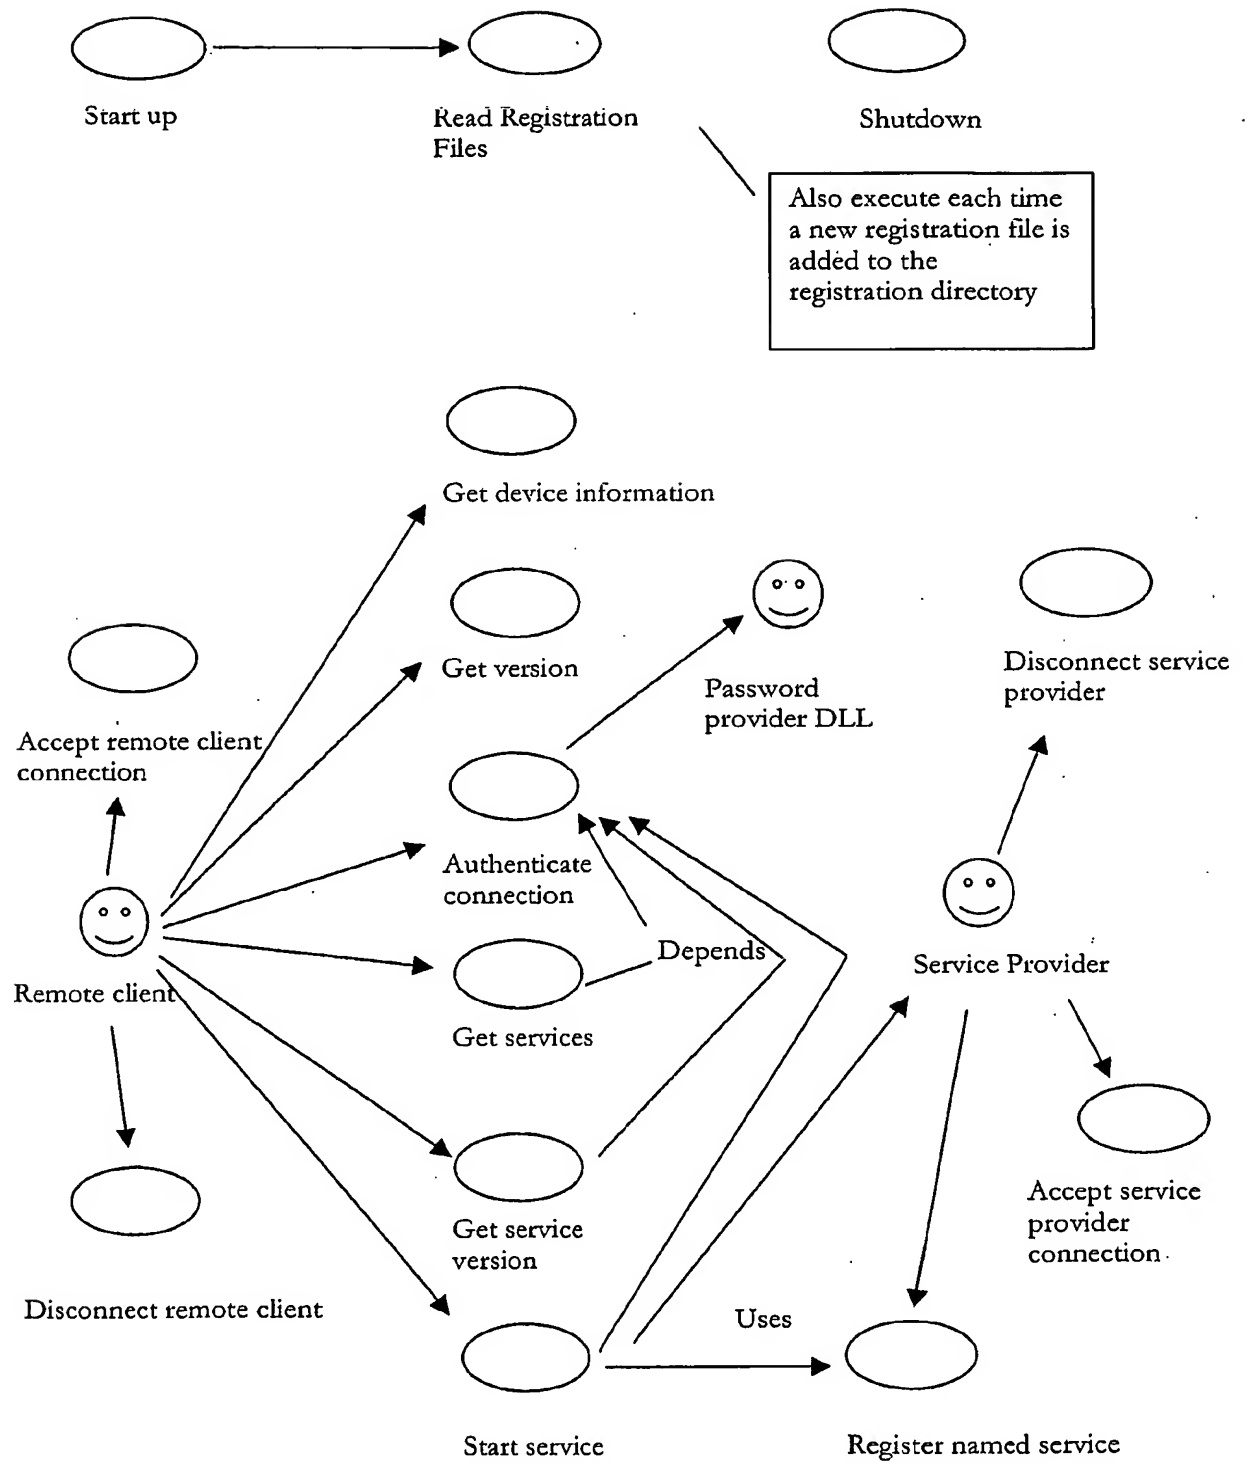 Start up
Read Registration
Files
Shutdown
Also execute each time
a new registration file is
added to the
registration directory
Get device information
Get version
Password
provider DLL
Disconnect service
provider
Accept remote client
connection
Authenticate
connection
Depends
Service Provider
Remote client
Get services
Accept service
provider
connection
Get service
version
Disconnect remote client
Uses
Start service
Register named service